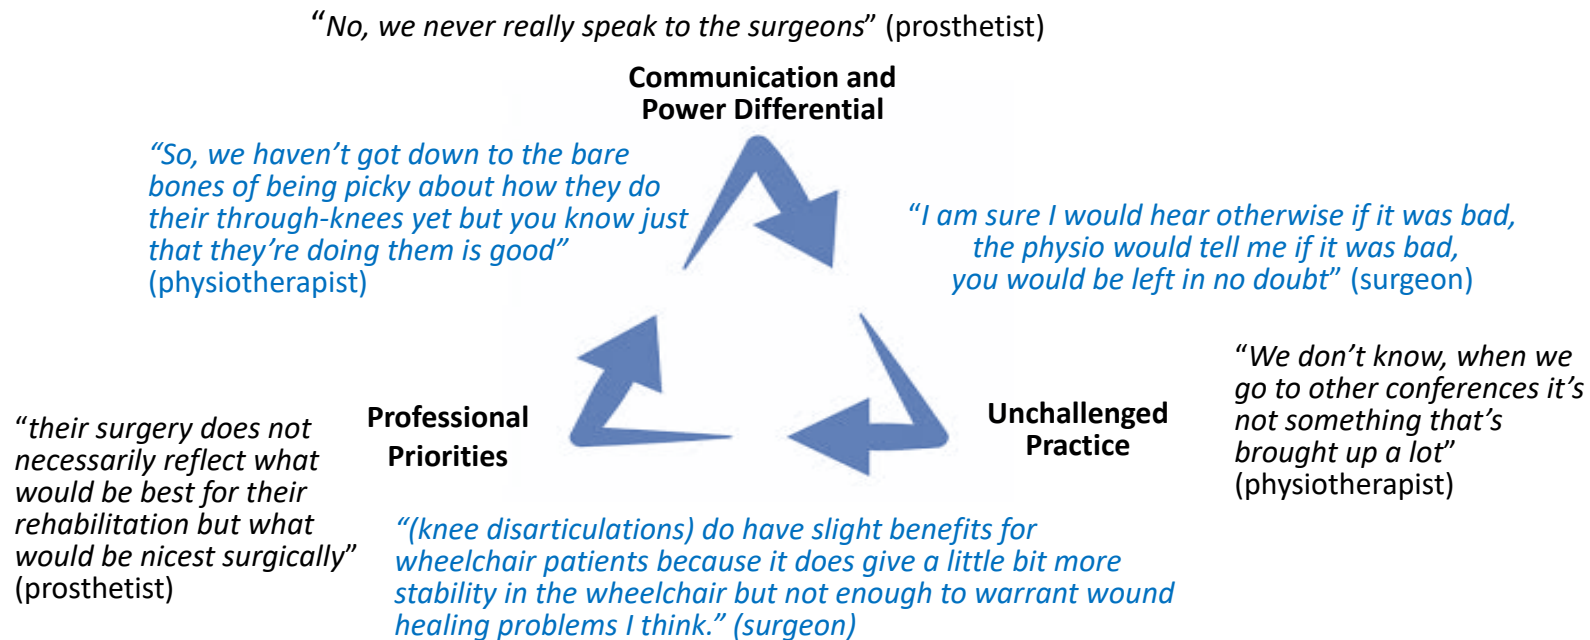 “No, we never really speak to the surgeons” (prosthetist)
Communication and
Power Differential
“So, we haven’t got down to the bare
bones of being picky about how they do
their through-knees yet but you know just
that they’re doing them is good”
(physiotherapist)
“I am sure I would hear otherwise if it was bad,
the physio would tell me if it was bad,
you would be left in no doubt” (surgeon)
“We don’t know, when we
go to other conferences it’s
not something that’s
brought up a lot”
(physiotherapist)
Unchallenged
Practice
Professional
Priorities
“their surgery does not
necessarily reflect what
would be best for their
rehabilitation but what
would be nicest surgically”
(prosthetist)
“(knee disarticulations) do have slight benefits for
wheelchair patients because it does give a little bit more
stability in the wheelchair but not enough to warrant wound
healing problems I think.” (surgeon)